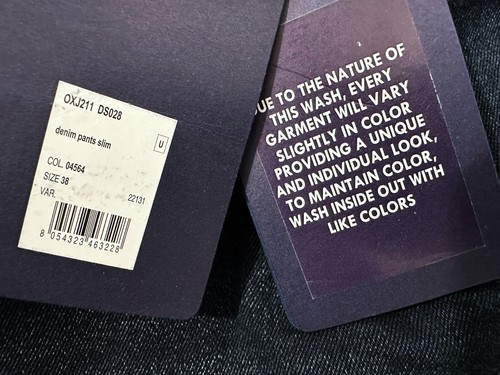 OXJ211 DS028
denim pants slim
U
COL. 04564
SIZE 38
VAR.
22131
8 054323 463228
UE TO THE NATURE OF
THIS WASH, EVERY
GARMENT WILL VARY
SLIGHTLY IN COLOR
PROVIDING A UNIQUE
AND INDIVIDUAL LOOK,
TO MAINTAIN COLOR,
WASH INSIDE OUT WITH
LIKE COLORS